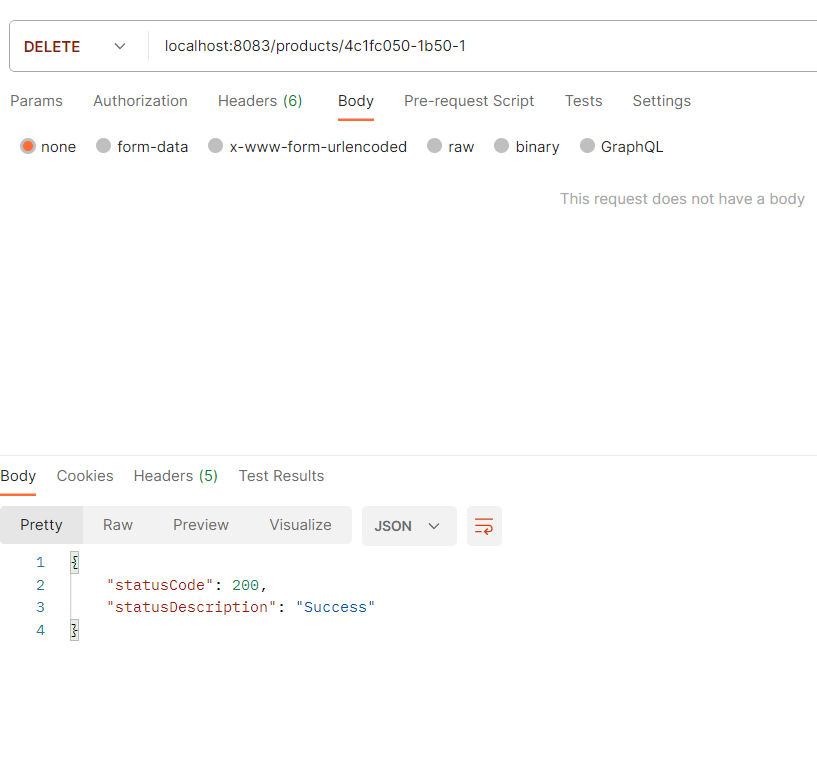 DELETE localhost:8083/products/4c1fc050-1b50-1
Params Authorization Headers (6) Body Pre-request Script Tests Settings
none form-data x-www-form-urlencoded raw binary GraphQL
This request does not have a body
Body Cookies Headers (5) Test Results
Pretty Raw Preview Visualize JSON
1 {
2 "statusCode": 200,
3 "statusDescription": "Success"
4 }